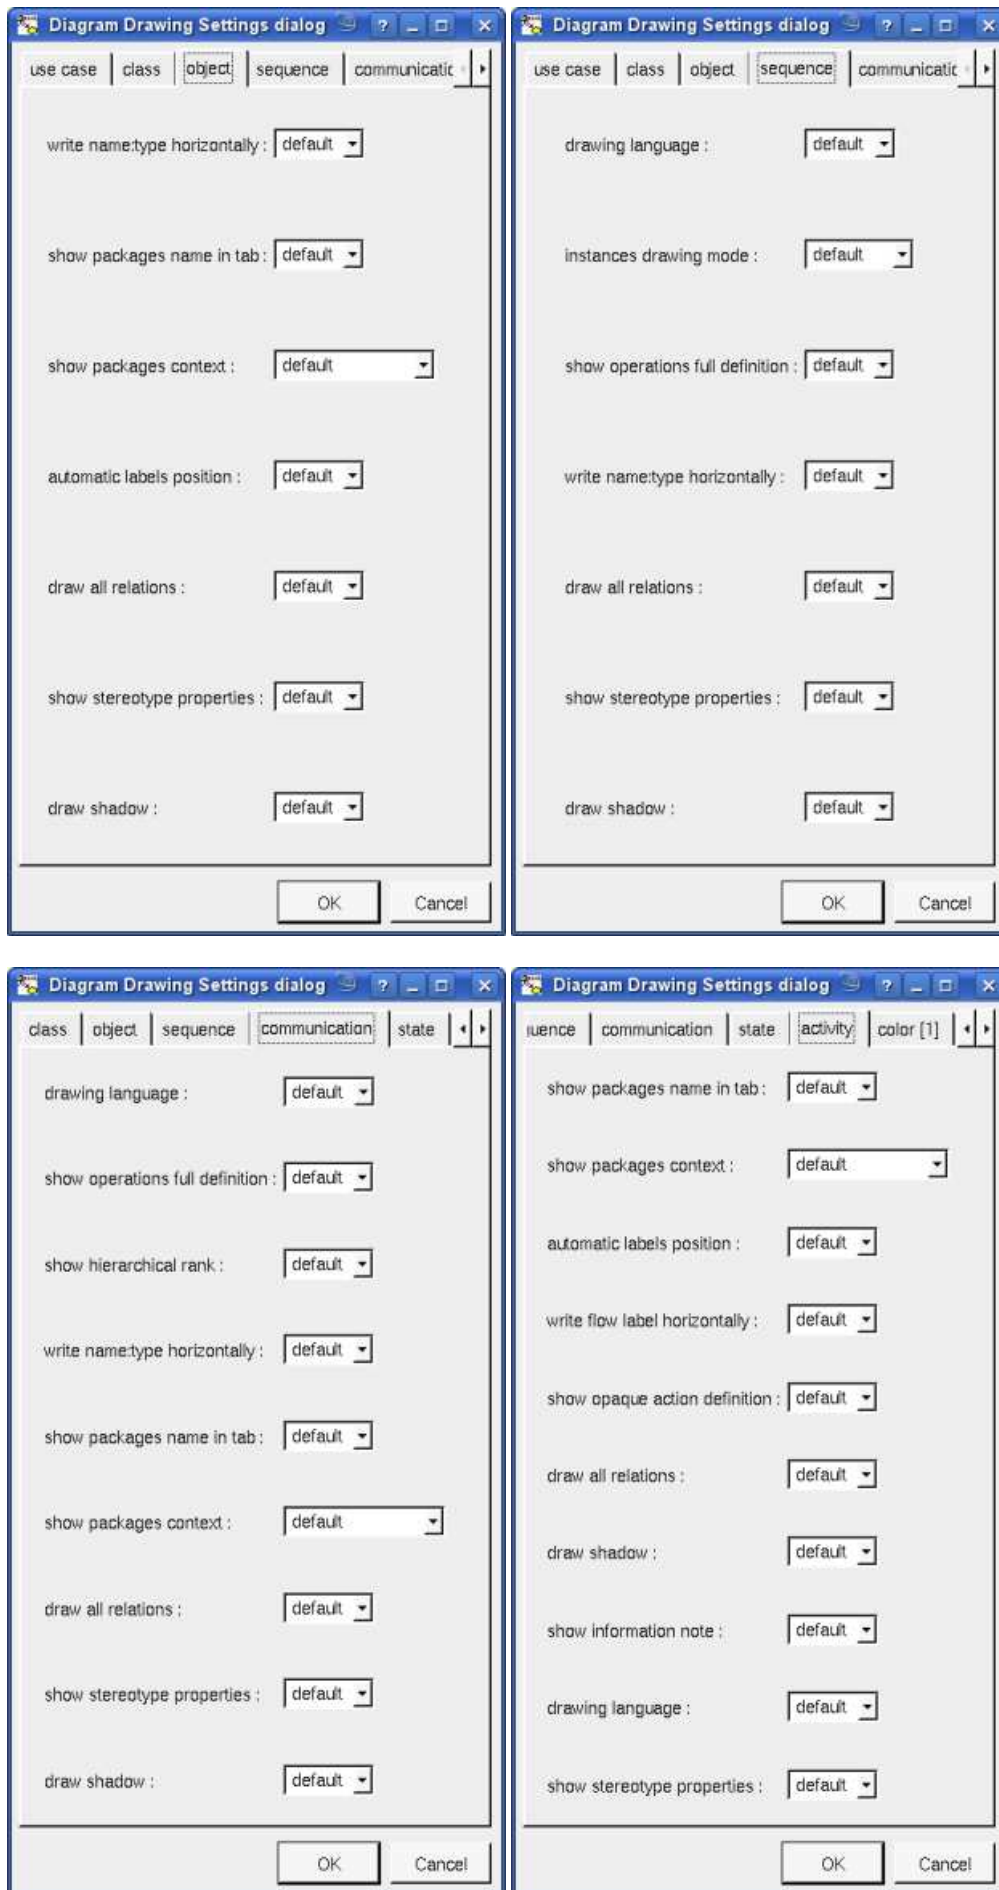 Diagram Drawing Settings dialog ?
use case class object sequence communicatic
write name:type horizontally : default
show packages name in tab : default
show packages context : default
automatic labels position : default
draw all relations : default
show stereotype properties : default
draw shadow : default
OK Cancel
Diagram Drawing Settings dialog ?
use case class object sequence communicatic
drawing language : default
instances drawing mode : default
show operations full definition : default
write name:type horizontally : default
draw all relations : default
show stereotype properties : default
draw shadow : default
OK Cancel
Diagram Drawing Settings dialog ?
class object sequence communication state
drawing language : default
show operations full definition : default
show hierarchical rank : default
write name:type horizontally : default
show packages name in tab : default
show packages context : default
draw all relations : default
show stereotype properties : default
draw shadow : default
OK Cancel
Diagram Drawing Settings dialog ?
uence communication state activity color [1]
show packages name in tab : default
show packages context : default
automatic labels position : default
write flow label horizontally : default
show opaque action definition : default
draw all relations : default
draw shadow : default
show information note : default
drawing language : default
show stereotype properties : default
OK Cancel